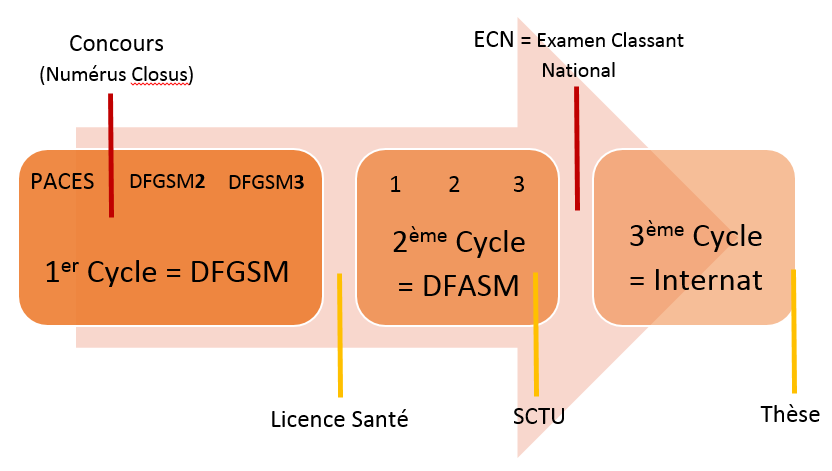 Concours
(Numérus Closus)
ECN = Examen Classant
National
PACES
DFGSM2
DFGSM3
1er Cycle = DFGSM
1
2
3
2ème Cycle
= DFASM
3ème Cycle
= Internat
Licence Santé
SCTU
Thèse